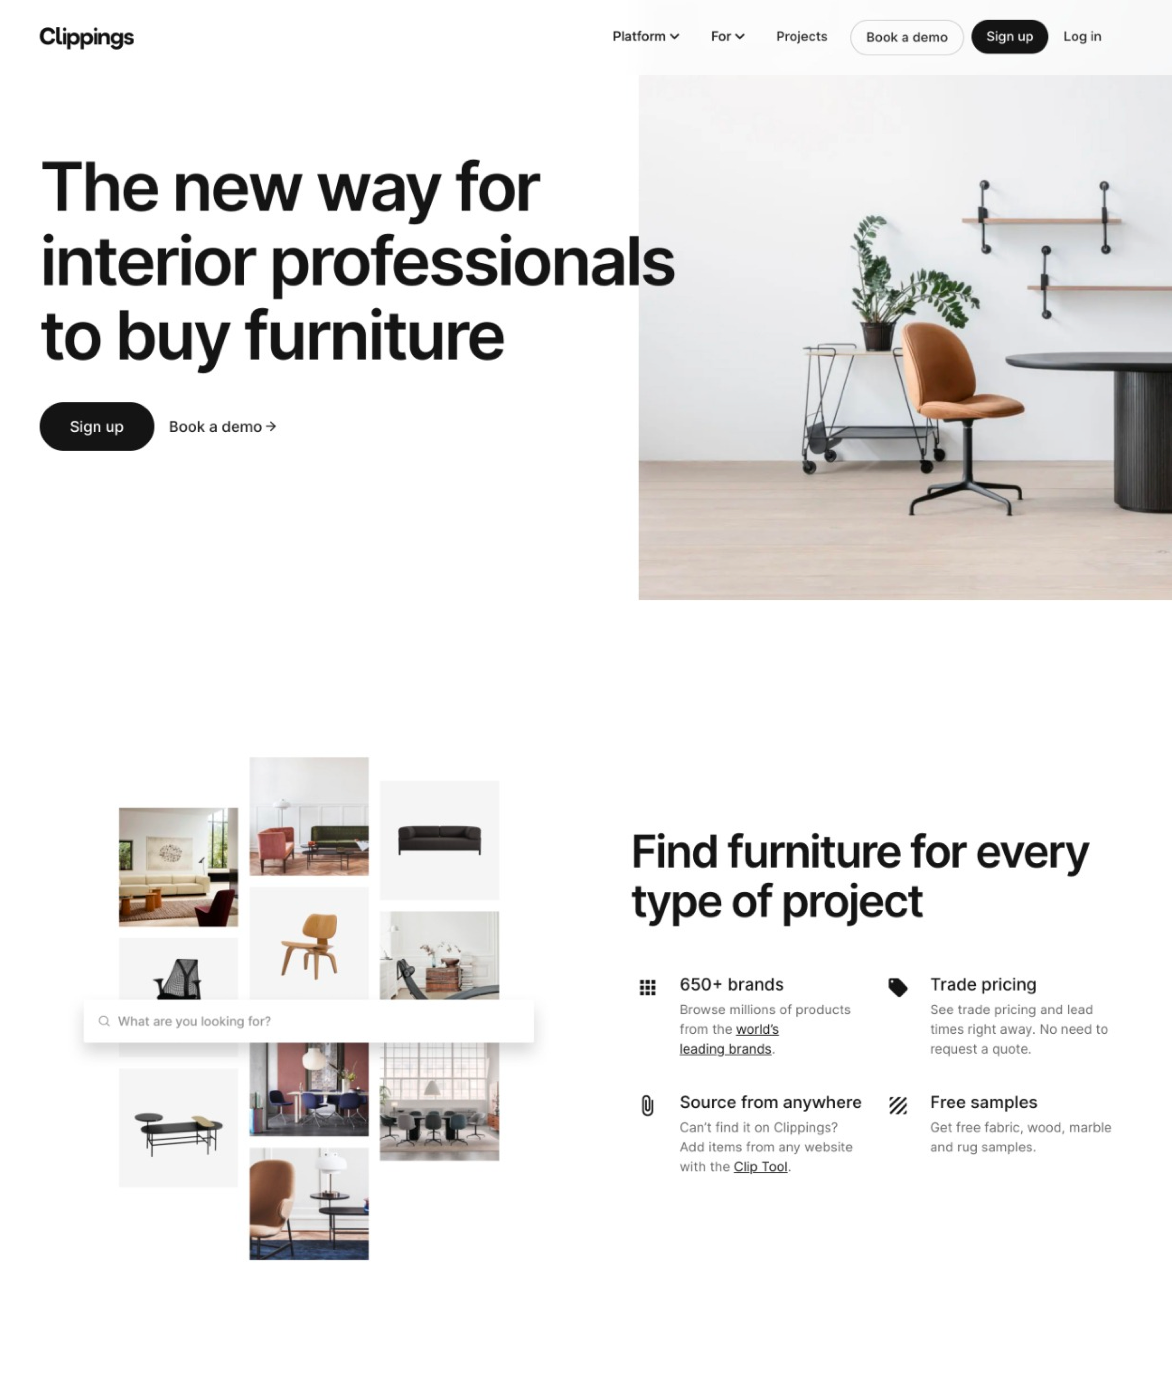 Clippings
Platform
For
Projects
Book a demo
Sign up
Log in
The new way for
interior professionals
to buy furniture
Sign up
Book a demo →
What are you looking for?
Find furniture for every
type of project
650+ brands
Browse millions of products
from the world's
leading brands.
Trade pricing
See trade pricing and lead
times right away. No need to
request a quote.
Source from anywhere
Can't find it on Clippings?
Add items from any website
with the Clip Tool.
Free samples
Get free fabric, wood, marble
and rug samples.